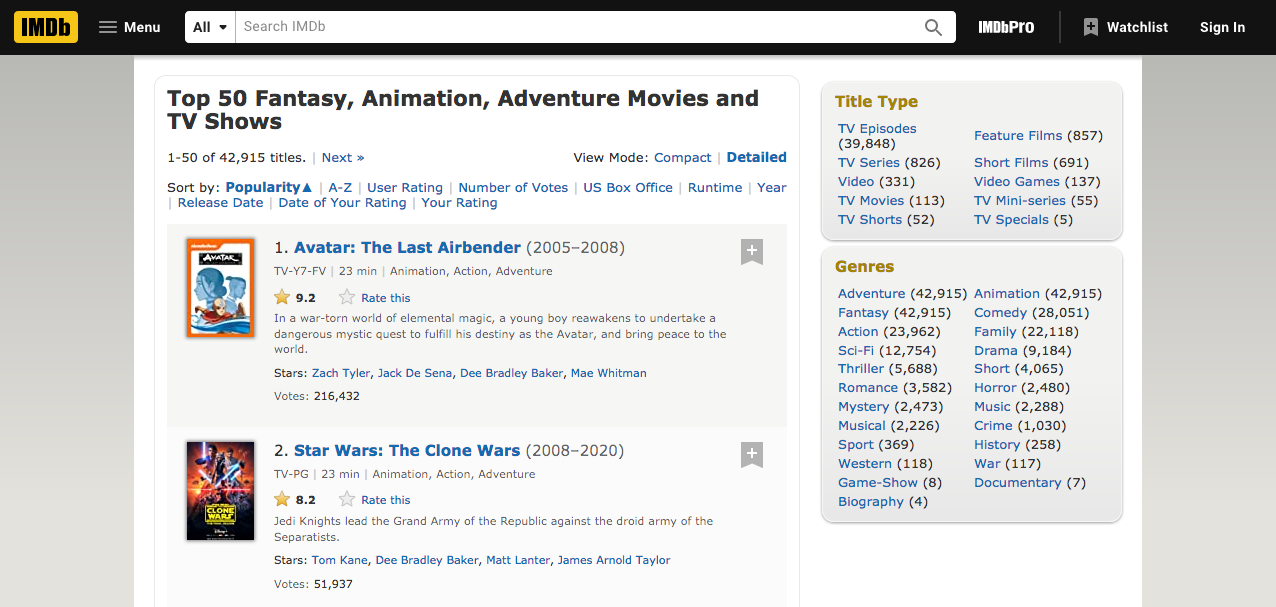 IMDb
Menu
All
Search IMDb
IMDbPro
Watchlist
Sign In
Top 50 Fantasy, Animation, Adventure Movies and
TV Shows
1-50 of 42,915 titles. | Next »
View Mode: Compact | Detailed
Sort by: Popularity▲ | A-Z | User Rating | Number of Votes | US Box Office | Runtime | Year
| Release Date | Date of Your Rating | Your Rating
nickelodeon
AVATAR
1. Avatar: The Last Airbender (2005–2008)
TV-Y7-FV | 23 min | Animation, Action, Adventure
9.2 Rate this
In a war-torn world of elemental magic, a young boy reawakens to undertake a
dangerous mystic quest to fulfill his destiny as the Avatar, and bring peace to the
world.
Stars: Zach Tyler, Jack De Sena, Dee Bradley Baker, Mae Whitman
Votes: 216,432
STAR WARS
CLONE
WARS
Disney+
2. Star Wars: The Clone Wars (2008–2020)
TV-PG | 23 min | Animation, Action, Adventure
8.2 Rate this
Jedi Knights lead the Grand Army of the Republic against the droid army of the
Separatists.
Stars: Tom Kane, Dee Bradley Baker, Matt Lanter, James Arnold Taylor
Votes: 51,937
Title Type
TV Episodes
(39,848)
Feature Films (857)
TV Series (826) Short Films (691)
Video (331) Video Games (137)
TV Movies (113) TV Mini-series (55)
TV Shorts (52) TV Specials (5)
Genres
Adventure (42,915) Animation (42,915)
Fantasy (42,915) Comedy (28,051)
Action (23,962) Family (22,118)
Sci-Fi (12,754) Drama (9,184)
Thriller (5,688) Short (4,065)
Romance (3,582) Horror (2,480)
Mystery (2,473) Music (2,288)
Musical (2,226) Crime (1,030)
Sport (369) History (258)
Western (118) War (117)
Game-Show (8) Documentary (7)
Biography (4)